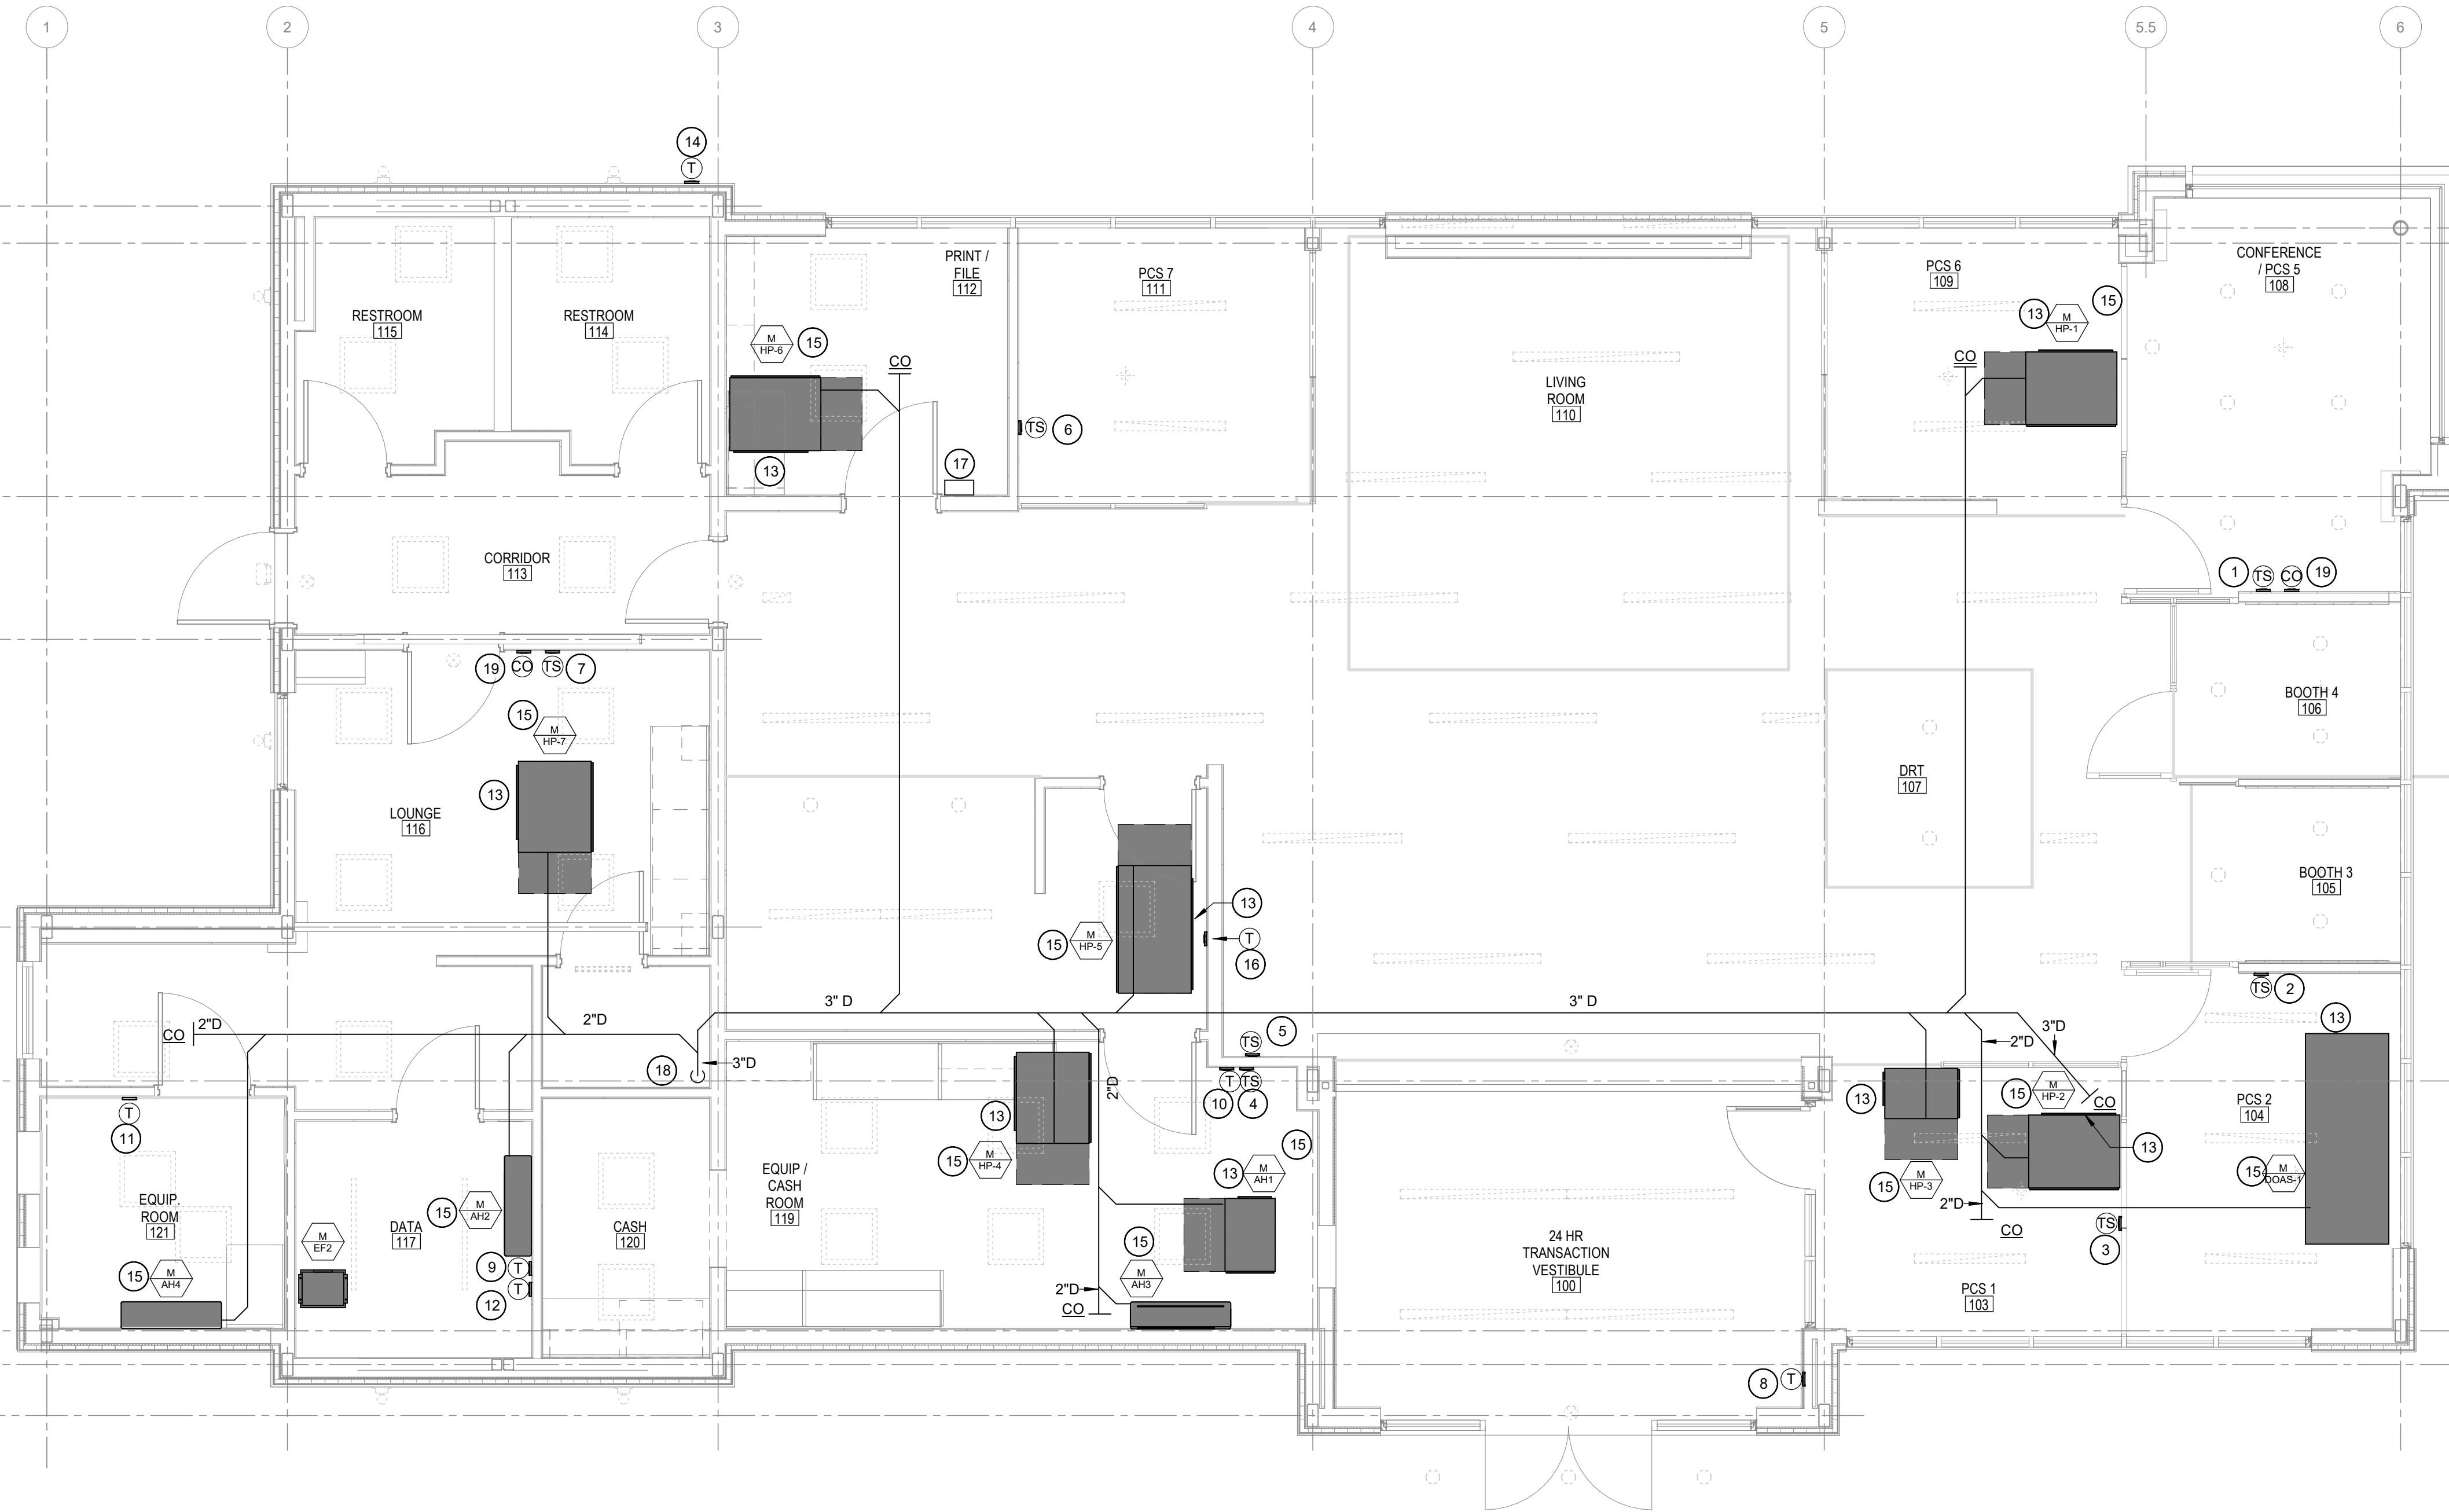 1
2
3
4
5
5.5
6
14
T
RESTROOM
115
RESTROOM
114
PRINT /
FILE
112
PCS 7
111
PCS 6
109
CONFERENCE
/ PCS 5
108
M
HP-6
15
CO
13
TS
6
17
LIVING
ROOM
110
13
M
HP-1
15
CO
CORRIDOR
113
1
TS
CO
19
19
CO
TS
7
15
M
HP-7
13
LOUNGE
116
BOOTH 4
106
DRT
107
BOOTH 3
105
13
15
M
HP-5
T
16
TS
2
13
3" D
3" D
2"D
CO
2"D
18
3"D
5
TS
T
TS
10
4
2"D
2"D
3"D
T
11
13
15
M
HP-4
EQUIP /
CASH
ROOM
119
15
13
M
AH1
13
15
M
HP-3
15
M
HP-2
CO
13
PCS 2
104
15
M
DOAS-1
2"D
CO
TS
3
EQUIP.
ROOM
121
M
EF2
DATA
117
15
M
AH2
CASH
120
9
T
T
12
15
M
AH4
15
M
AH3
2"D
CO
24 HR
TRANSACTION
VESTIBULE
100
PCS 1
103
8
T